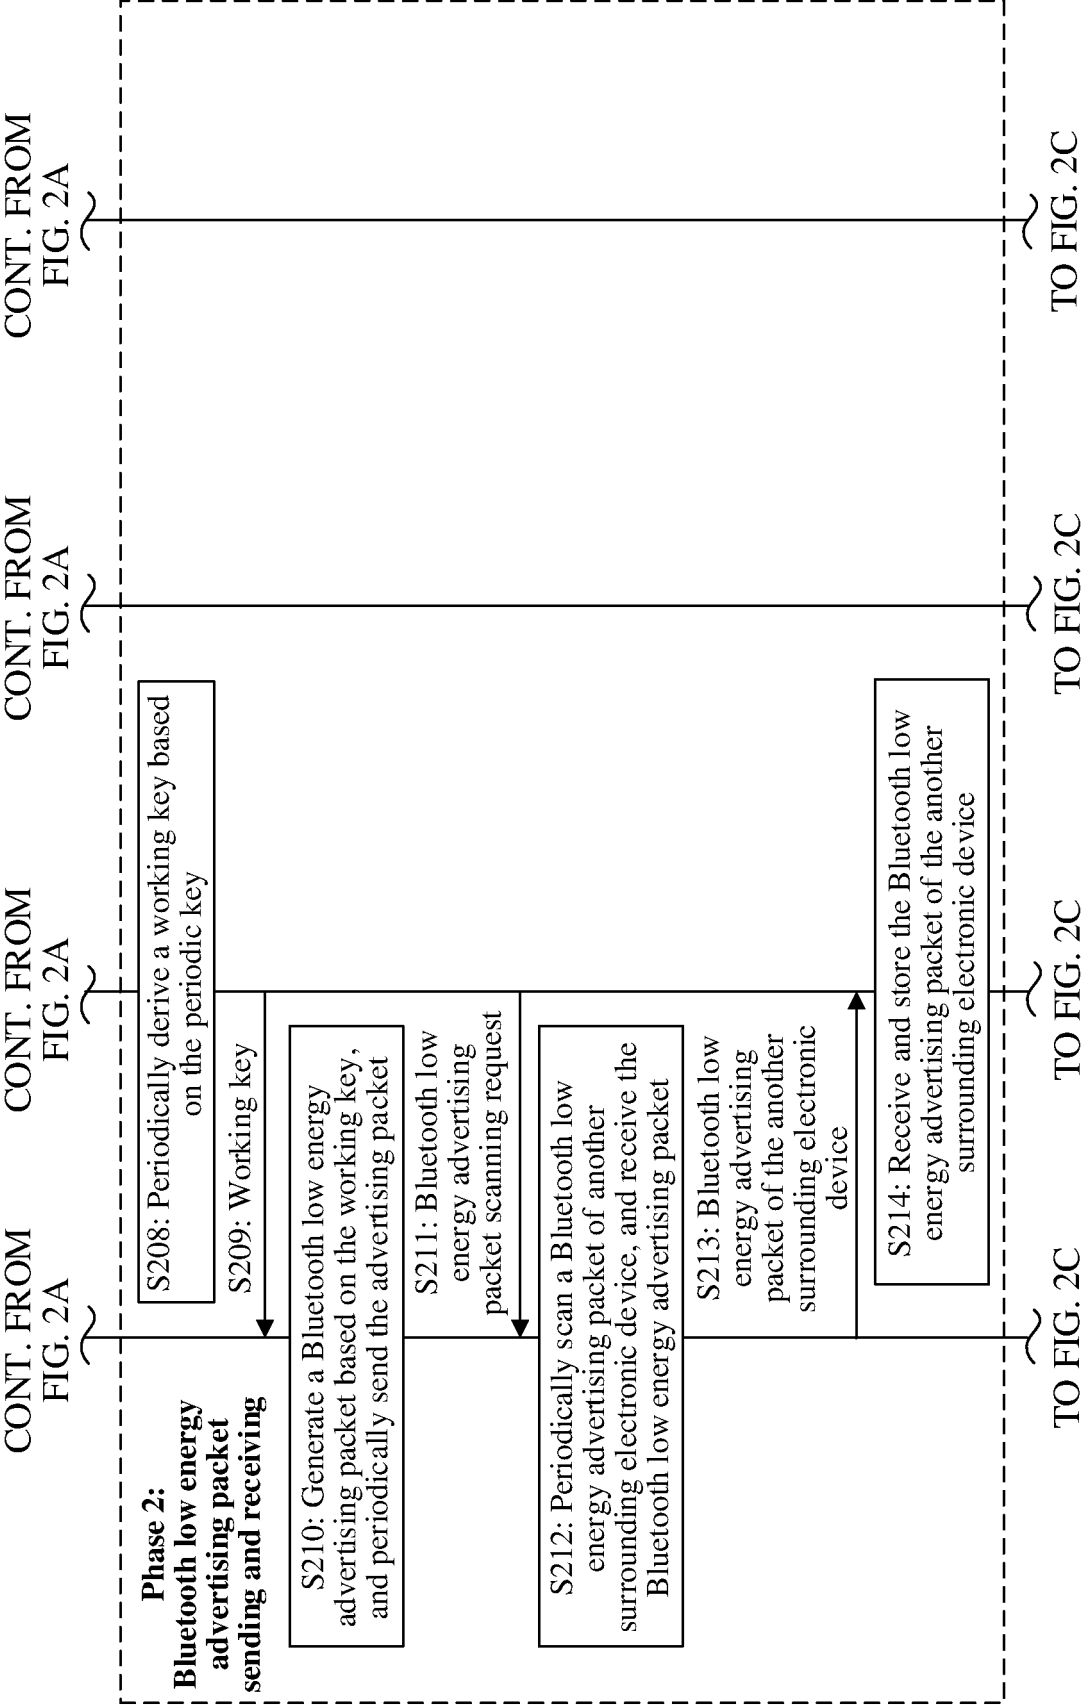 CONT. FROM
FIG. 2A
CONT. FROM
FIG. 2A
CONT. FROM
FIG. 2A
CONT. FROM
FIG. 2A
Phase 2:
Bluetooth low energy
advertising packet
sending and receiving
S208: Periodically derive a working key based
on the periodic key
S209: Working key
S210: Generate a Bluetooth low energy
advertising packet based on the working key,
and periodically send the advertising packet
S211: Bluetooth low
energy advertising
packet scanning request
S212: Periodically scan a Bluetooth low
energy advertising packet of another
surrounding electronic device, and receive the
Bluetooth low energy advertising packet
S213: Bluetooth low
energy advertising
packet of the another
surrounding electronic
device
S214: Receive and store the Bluetooth low
energy advertising packet of the another
surrounding electronic device
TO FIG. 2C
TO FIG. 2C
TO FIG. 2C
TO FIG. 2C